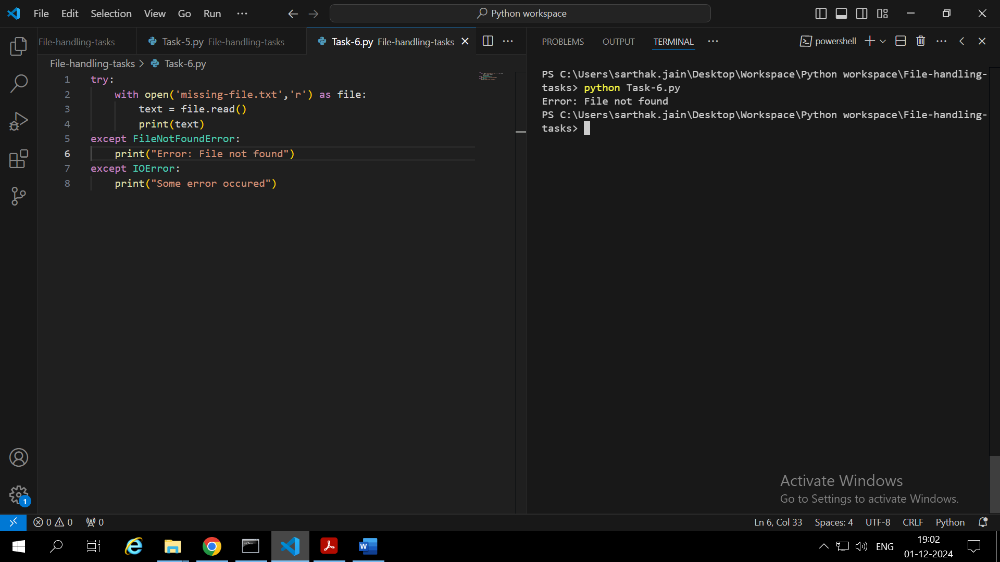 File Edit Selection View Go Run ···
Python workspace
File-handling-tasks Task-5.py File-handling-tasks Task-6.py File-handling-tasks
File-handling-tasks > Task-6.py
1 try:
2 with open('missing-file.txt','r') as file:
3 text = file.read()
4 print(text)
5 except FileNotFoundError:
6 print("Error: File not found")
7 except IOError:
8 print("Some error occured")
PROBLEMS OUTPUT TERMINAL ··· powershell
PS C:\Users\sarthak.jain\Desktop\Workspace\Python workspace\File-handling-
tasks> python Task-6.py
Error: File not found
PS C:\Users\sarthak.jain\Desktop\Workspace\Python workspace\File-handling-
tasks>
Activate Windows
Go to Settings to activate Windows.
1
0 0 0
Ln 6, Col 33 Spaces: 4 UTF-8 CRLF Python
ENG
19:02
01-12-2024